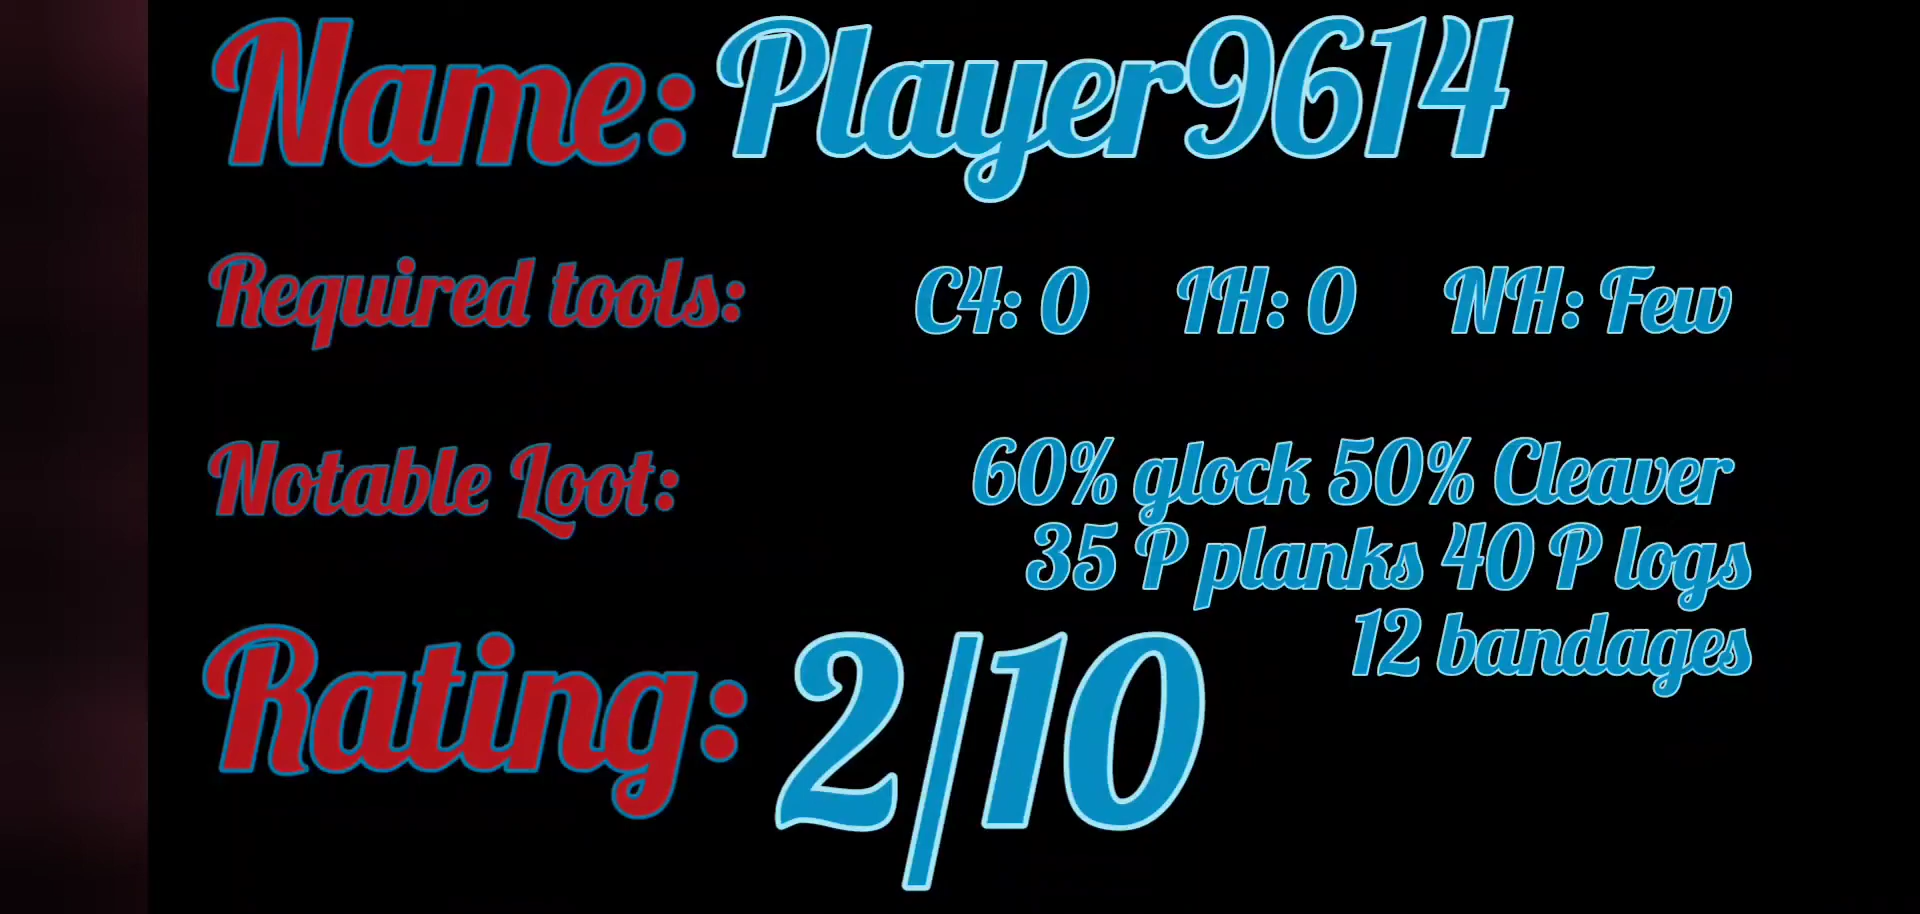 Name: Player9614
Required tools: C4: 0 IH: 0 NH: Few
Notable Loot: 60% glock 50% Cleaver
35 P planks 40 P logs
12 bandages
Rating: 2/10